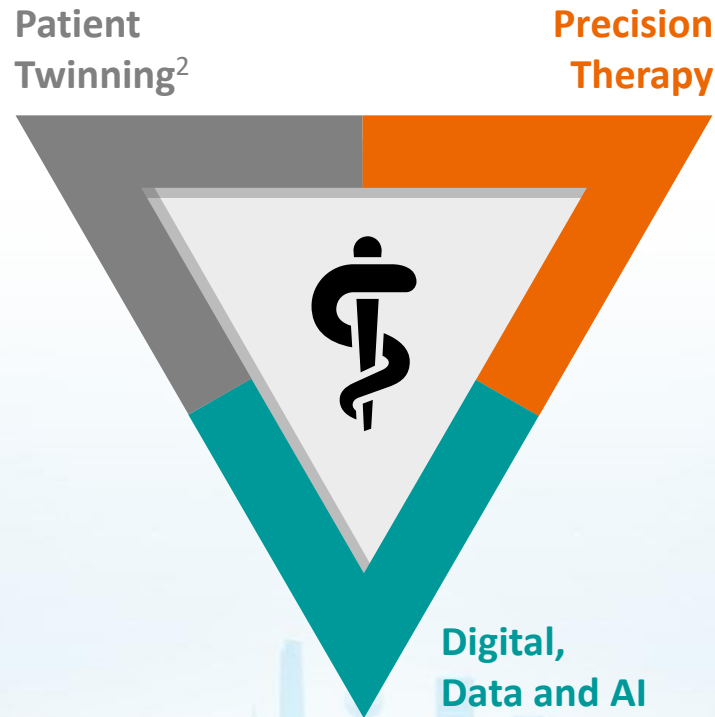 Patient
Twinning²
Precision
Therapy
Digital,
Data and AI